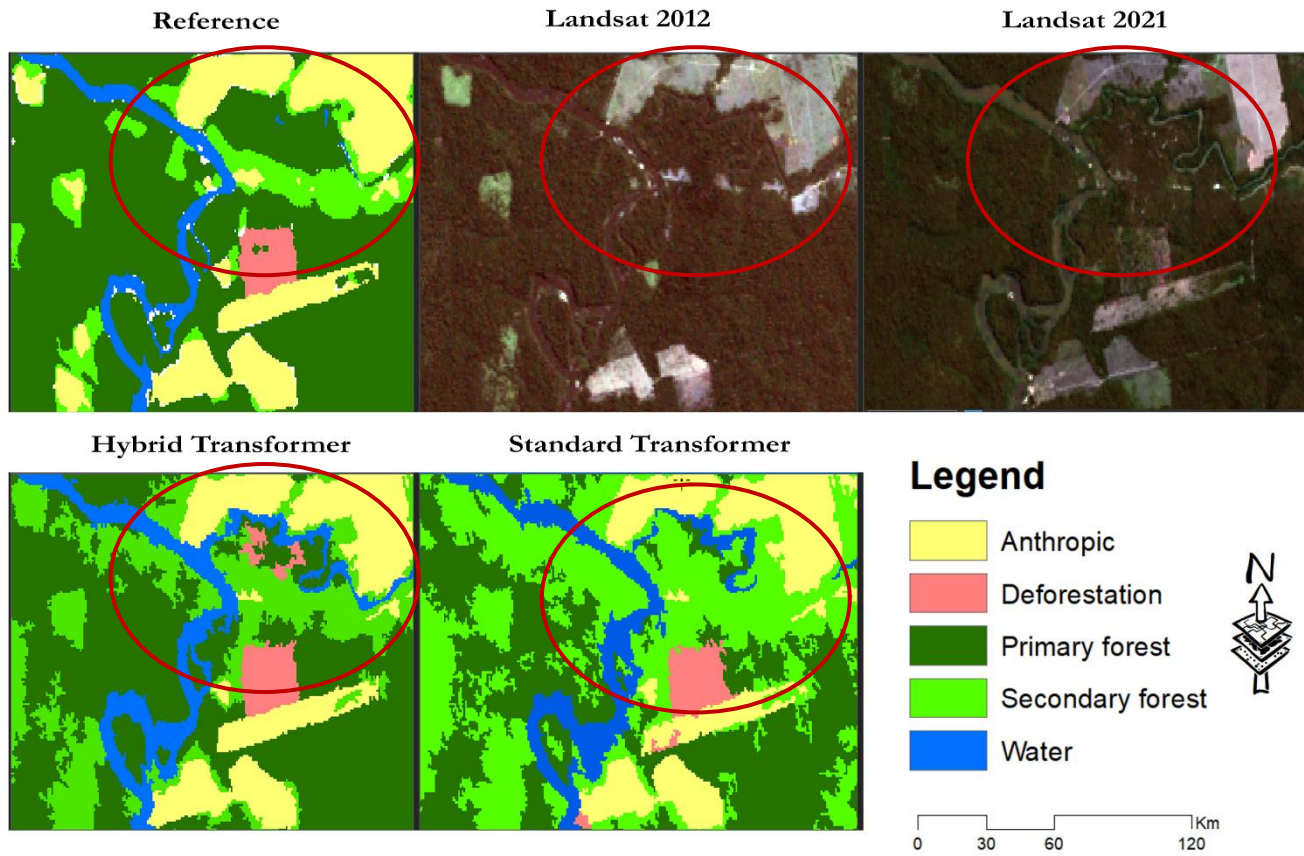 Reference
Landsat 2012
Landsat 2021
Hybrid Transformer
Standard Transformer
Legend
Anthropic
Deforestation
Primary forest
Secondary forest
Water
N
Km
0 30 60 120